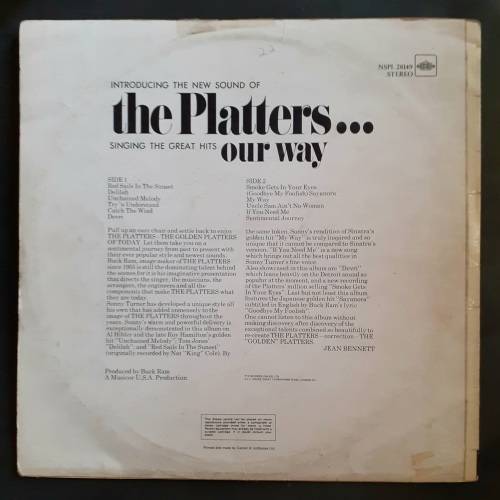 22
NSPL 28149
STEREO
INTRODUCING THE NEW SOUND OF
the Platters...
SINGING THE GREAT HITS our way
SIDE 1
Red Sails In The Sunset
Delilah
Unchained Melody
Try 'n Understand
Catch The Wind
Deserı
SIDE 2
Smoke Gets In Your Eyes
(Goodbye My Foolish) Sayonara
My Way
Uncle Sam Ain't No Woman
If You Need Me
Sentimental Journey
Pull up an easy chair and settle back to enjoy
THE PLATTERS - THE GOLDEN PLATTERS
OF TODAY. Let them take you on a
sentimental journey from past to present with
their ever popular style and newest sounds.
Buck Ram, image-maker of THE PLATTERS
since 1955 is still the dominating talent behind
the scenes for it is his imaginative presentation
that directs the singer, the musicians, the
arrangers, the engineers and all the
components that make THE PLATTERS what
they are today.
Sonny Turner has developed a unique style all
his own that has added immensely to the
image of THE PLATTERS throughout the
years. Sonny's warm and powerful delivery is
exceptionally demonstrated in this album on
Al Hibler and the late Roy Hamilton's golden
hit "Unchained Melody"; Tom Jones'
"Delilah"; and "Red Sails In The Sunset"
(originally recorded by Nat "King" Cole). By
the same token, Sonny's rendition of Sinatra's
golden hit "My Way" is truly inspired and so
unique that it cannot be compared to Sinatra's
version. "If You Need Me" is a new song
which brings out all the best qualities in
Sonny Turner's fine voice.
Also showcased in this album are
which leans heavily on the Detroit sound so
popular at the moment, and a new recording
of the Platters' million selling "Smoke Gets
In Your Eyes". Last but not least this album
features the Japanese golden hit "Sayonara"
subtitled in English by Buck Ram's lyric
"Goodbye My Foolish".
One cannot listen to this album without
making discovery after discovery of the
exceptional talents combined so beautifully to
re-create THE PLATTERS - correction - THE
"GOLDEN" PLATTERS.
JEAN BENNETT
Produced by Buck Ram
A Musicor U.S.A. Production